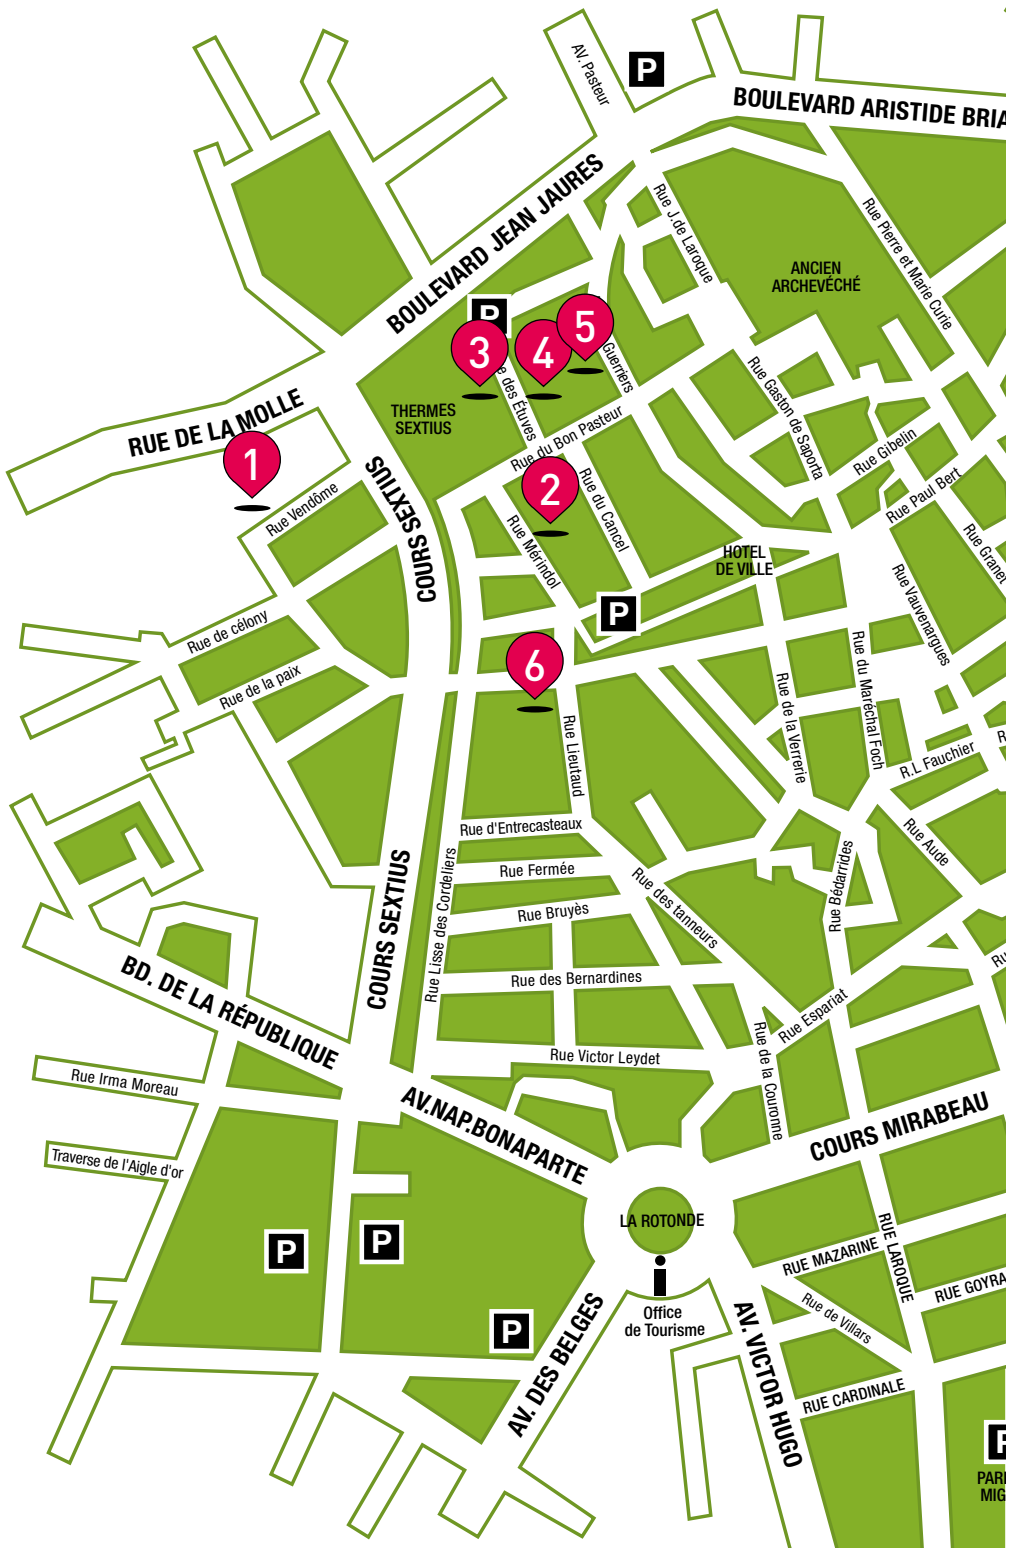 AV. Pasteur
P
BOULEVARD ARISTIDE BRIA
BOULEVARD JEAN JAURES
Rue J.de Laroque
Rue Pierre et Marie Curie
ANCIEN
ARCHEVÉCHÉ
P
5
3
4
Guerriers
e des Étuves
THERMES
SEXTIUS
Rue Gaston de Saporta
RUE DE LA MOLLE
1
Rue du Bon Pasteur
Rue Gibelin
COURS SEXTIUS
2
Rue du Cancel
Rue Paul Bert
Rue Vendôme
Rue Mérindol
Rue Granet
HOTEL
DE VILLE
Rue Vauvenargues
P
Rue de célony
Rue du Maréchal Foch
6
Rue de la paix
Rue de la Verrerie
Rue Lieutaud
R.
R.L Fauchier
Rue d'Entrecasteaux
Rue Aude
Rue Fermée
Rue Bédarrides
COURS SEXTIUS
Rue Lisse des Cordeliers
Rue des tanneurs
Rue Bruyès
Ru
BD. DE LA RÉPUBLIQUE
Rue des Bernardines
Rue Espariat
Rue Victor Leydet
Rue de la Couronne
Rue Irma Moreau
AV.NAP.BONAPARTE
COURS MIRABEAU
Traverse de l'Aigle d'or
LA ROTONDE
P
P
RUE MAZARINE
RUE LAROQUE
RUE GOYRA
i
Office
de Tourisme
Rue de Villars
P
AV. DES BELGES
AV. VICTOR HUGO
RUE CARDINALE
P
PAR
MIG